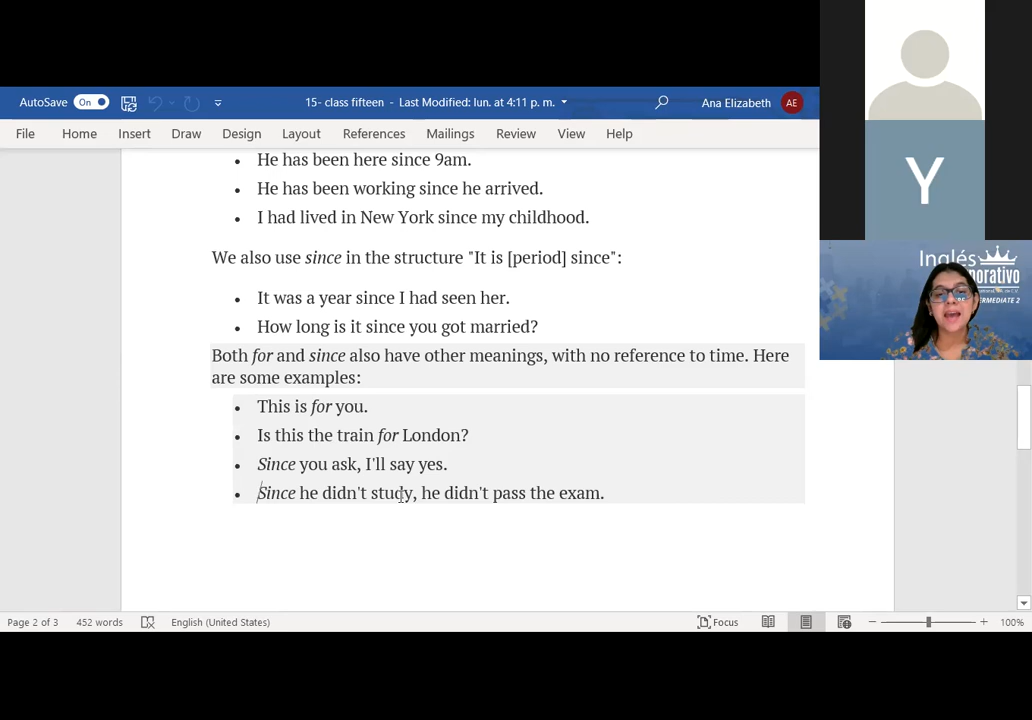 AutoSave On 15- class fifteen - Last Modified: lun. at 4:11 p. m. Ana Elizabeth AE
File Home Insert Draw Design Layout References Mailings Review View Help
• He has been here since 9am.
• He has been working since he arrived.
• I had lived in New York since my childhood.
We also use since in the structure "It is [period] since":
• It was a year since I had seen her.
• How long is it since you got married?
Both for and since also have other meanings, with no reference to time. Here
are some examples:
• This is for you.
• Is this the train for London?
• Since you ask, I'll say yes.
• Since he didn't study, he didn't pass the exam.
Page 2 of 3 452 words English (United States) Focus 100%
Y
Inglés